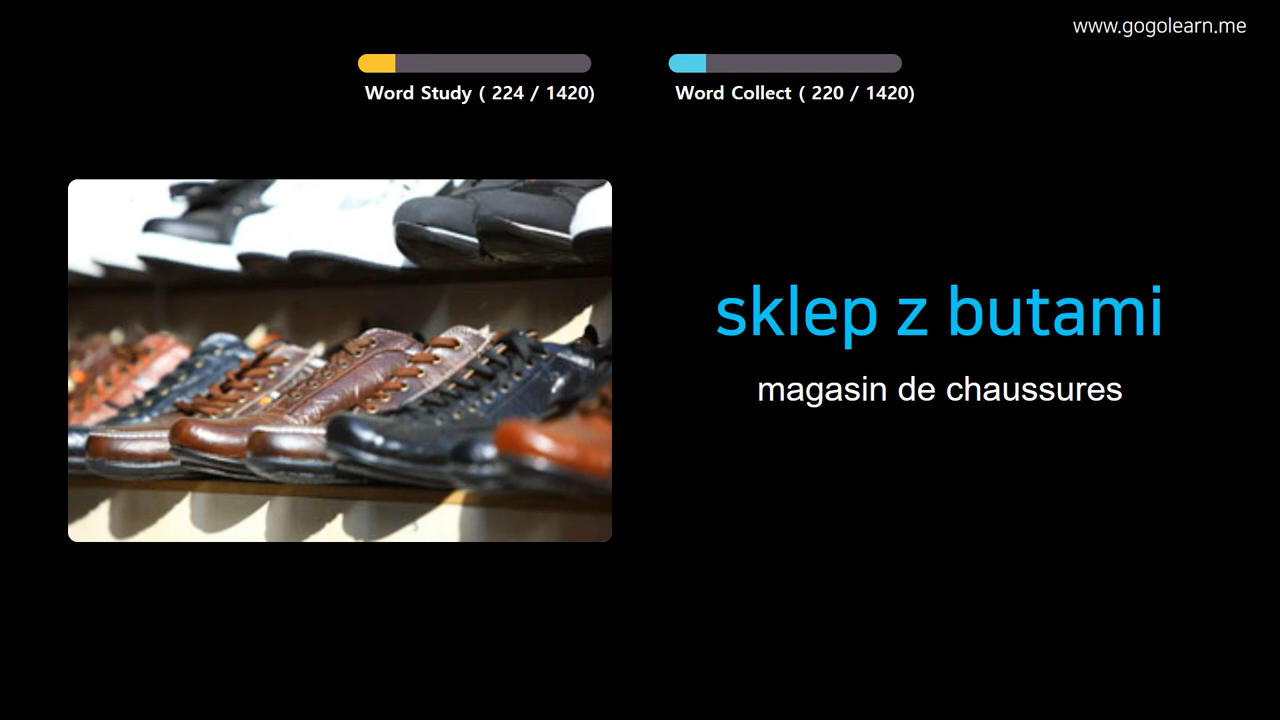 www.gogolearn.me
Word Study ( 224 / 1420)
Word Collect ( 220 / 1420)
sklep z butami
magasin de chaussures